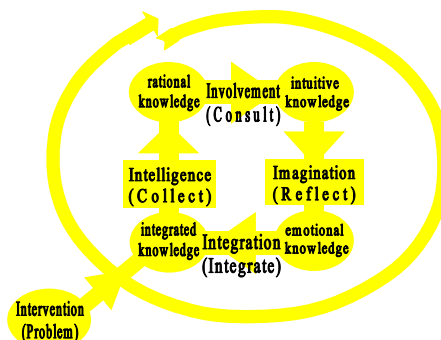 rational
knowledge
Involvement
(Consult)
intuitive
knowledge
Intelligence
(Collect)
Imagination
(Reflect)
integrated
knowledge
Integration
(Integrate)
emotional
knowledge
Intervention
(Problem)